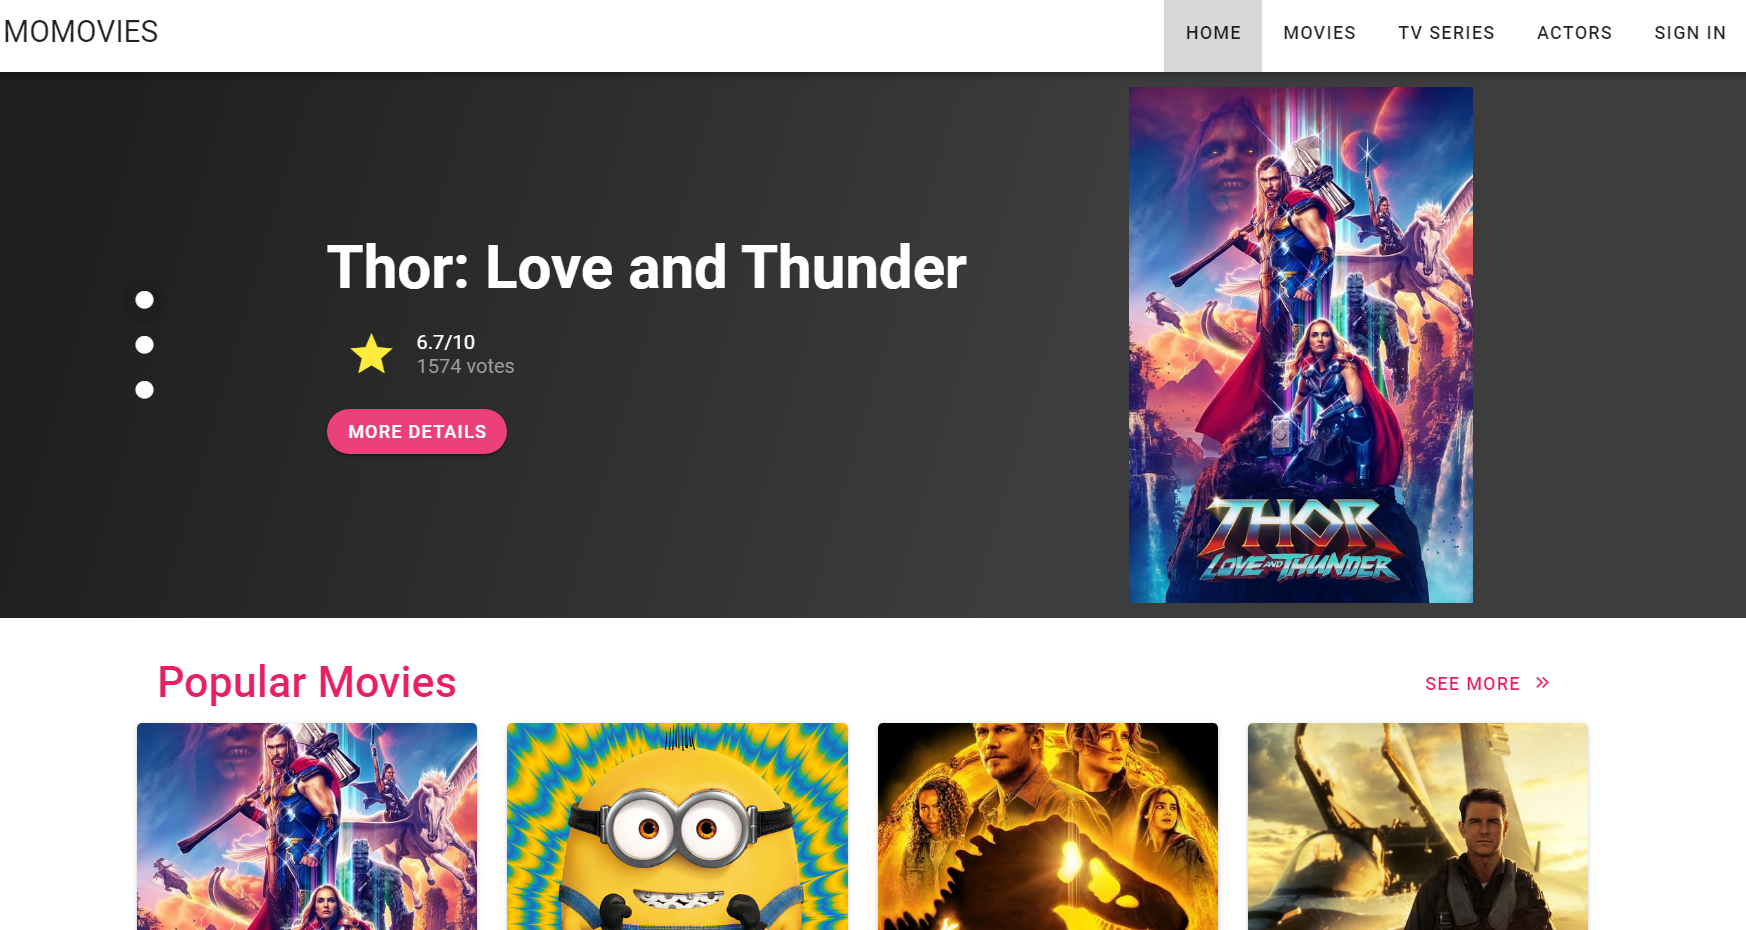 MOMOVIES
HOME
MOVIES
TV SERIES
ACTORS
SIGN IN
Thor: Love and Thunder
6.7/10
1574 votes
MORE DETAILS
THOR
LOVE AND THUNDER
Popular Movies
SEE MORE